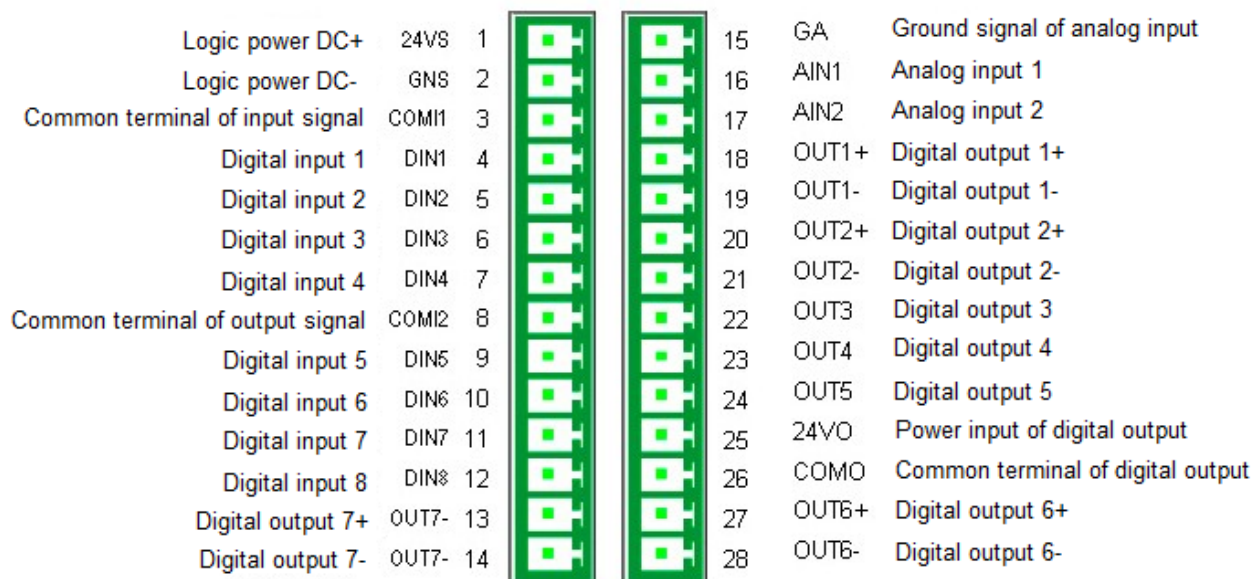 Logic power DC+ 24VS 1
Logic power DC- GNS 2
Common terminal of input signal COMI1 3
Digital input 1 DIN1 4
Digital input 2 DIN2 5
Digital input 3 DIN3 6
Digital input 4 DIN4 7
Common terminal of output signal COMI2 8
Digital input 5 DIN5 9
Digital input 6 DIN6 10
Digital input 7 DIN7 11
Digital input 8 DIN8 12
Digital output 7+ OUT7- 13
Digital output 7- OUT7- 14
15 GA Ground signal of analog input
16 AIN1 Analog input 1
17 AIN2 Analog input 2
18 OUT1+ Digital output 1+
19 OUT1- Digital output 1-
20 OUT2+ Digital output 2+
21 OUT2- Digital output 2-
22 OUT3 Digital output 3
23 OUT4 Digital output 4
24 OUT5 Digital output 5
25 24VO Power input of digital output
26 COMO Common terminal of digital output
27 OUT6+ Digital output 6+
28 OUT6- Digital output 6-